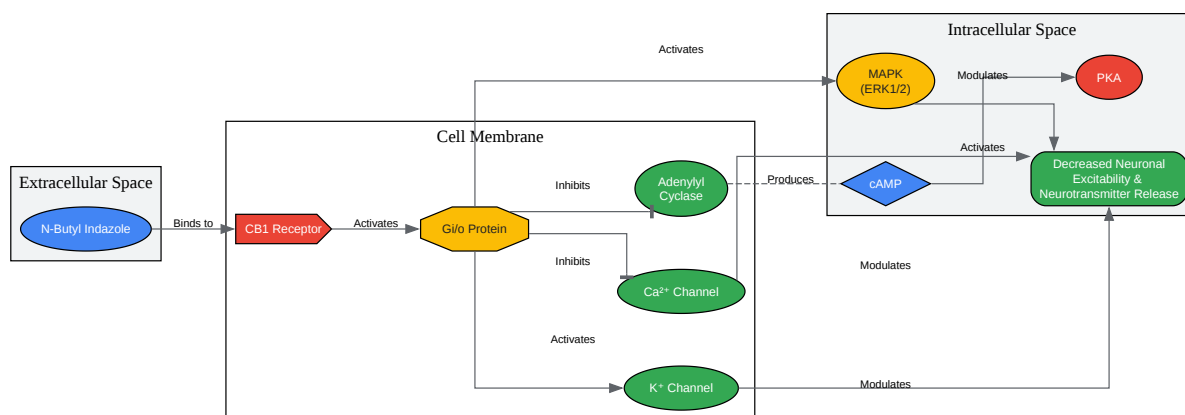 Intracellular Space
Activates
MAPK
(ERK1/2)
Modulates
PKA
Cell Membrane
Activates
Decreased Neuronal
Excitability &
Neurotransmitter Release
Extracellular Space
Inhibits
Adenylyl
Cyclase
Produces
cAMP
N-Butyl Indazole
Binds to
CB1 Receptor
Activates
Gi/o Protein
Inhibits
Modulates
Ca²⁺ Channel
Activates
K⁺ Channel
Modulates